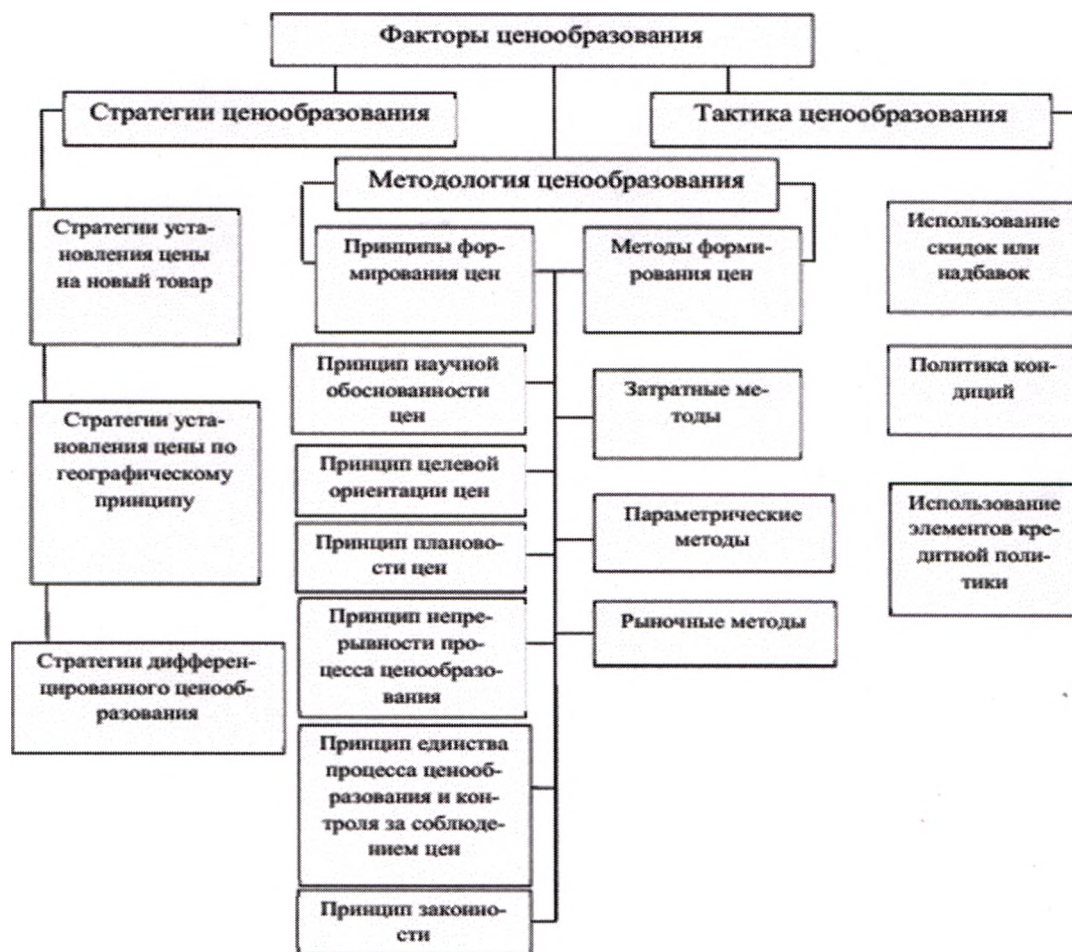 Факторы ценообразования
Стратегии ценообразования
Тактика ценообразования
Методология ценообразования
Стратегии уста-
новления цены
на новый товар
Стратегии уста-
новления цены по
географическому
принципу
Стратегии дифферен-
цированного ценооб-
разования
Принципы фор-
мирования цен
Принцип научной
обоснованности
цен
Принцип целевой
ориентации цен
Принцип планово-
сти цен
Принцип непре-
рывности про-
цесса ценообразо-
вания
Принцип единства
процесса ценооб-
разования и кон-
троля за соблюде-
нием цен
Принцип законно-
сти
Методы форми-
рования цен
Затратные ме-
тоды
Параметрические
методы
Рыночные методы
Использование
скидок или
надбавок
Политика кон-
диций
Использование
элементов кре-
дитной поли-
тики